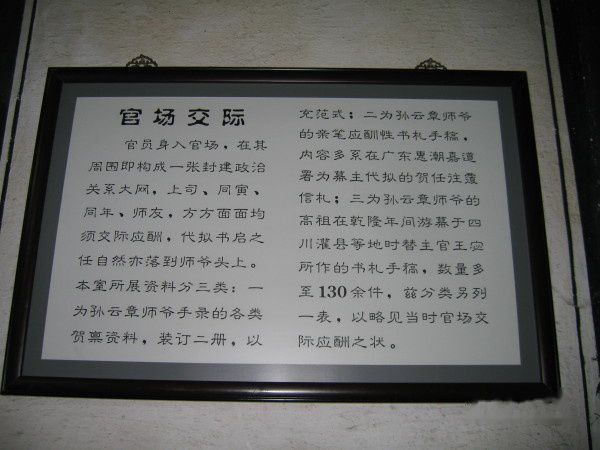 官场交际
官员身入官场，在其
周围即构成一张封建政治
关系大网，上司、同寅、
同年、师友，方方面面均
须交际应酬，代拟书启之
任自然亦落到师爷头上。
本室所展资料分三类：一
为孙云章师爷手录的各类
贺禀资料，装订二册，以
充范式；二为孙云章师爷
的亲笔应酬性书札手稿，
内容多系在广东惠潮嘉道
署为幕主代拟的贺任注
信札；三为孙云章师爷的
高祖在乾隆年间游幕于四
川灌县等地时替主官王
所作的书札手稿，数量多
至130余件，兹分类另列
一表，以略见当时官场交
际应酬之状。